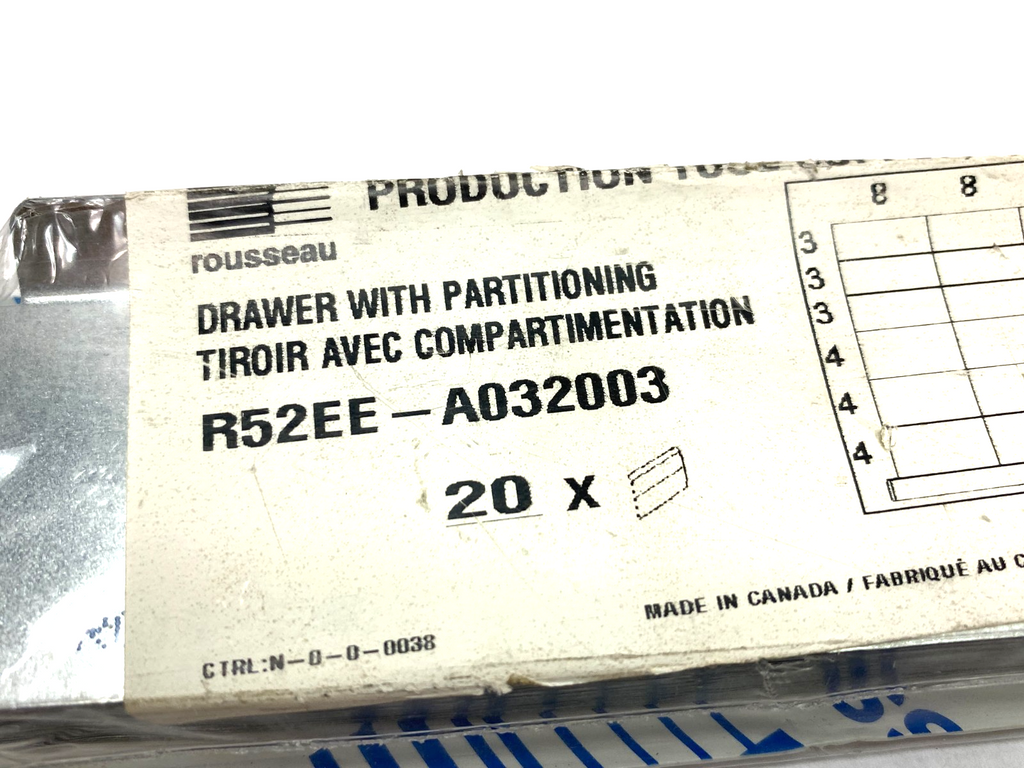 PRODUCTION
rousseau
DRAWER WITH PARTITIONING
TIROIR AVEC COMPARTIMENTATION
R52EE-A032003
20 X
8 8
3
3
3
4
4
4
MADE IN CANADA / FABRIQUÉ AU C
CTRL:N-0-0-0038